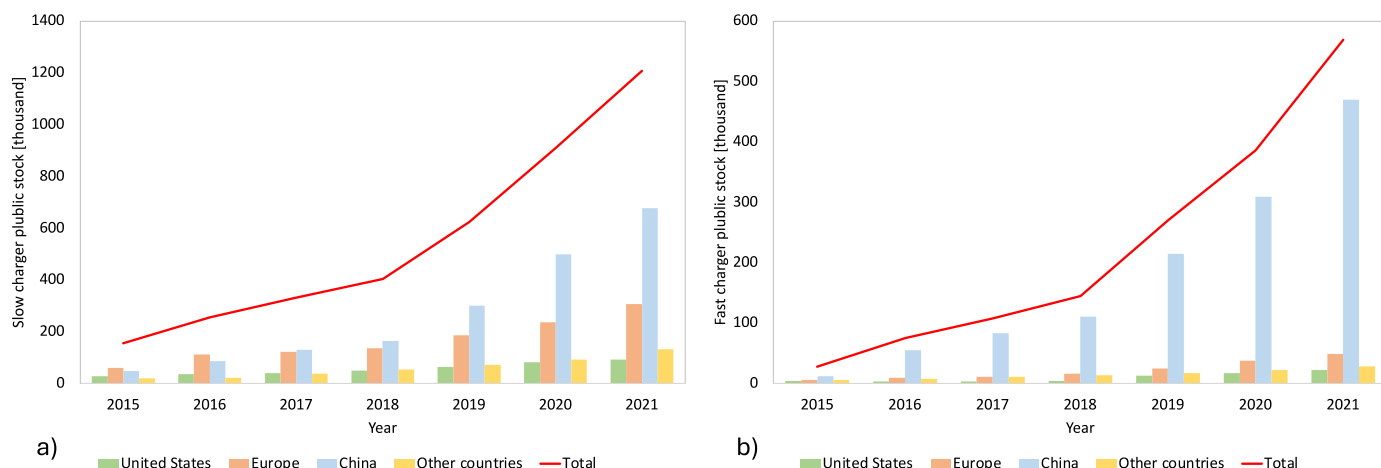 1400
1200
1000
800
600
400
200
0
Slow charger plublic stock [thousand]
2015 2016 2017 2018 2019 2020 2021
Year
a)
United States Europe China Other countries Total
600
500
400
300
200
100
0
Fast charger plublic stock [thousand]
2015 2016 2017 2018 2019 2020 2021
Year
b)
United States Europe China Other countries Total